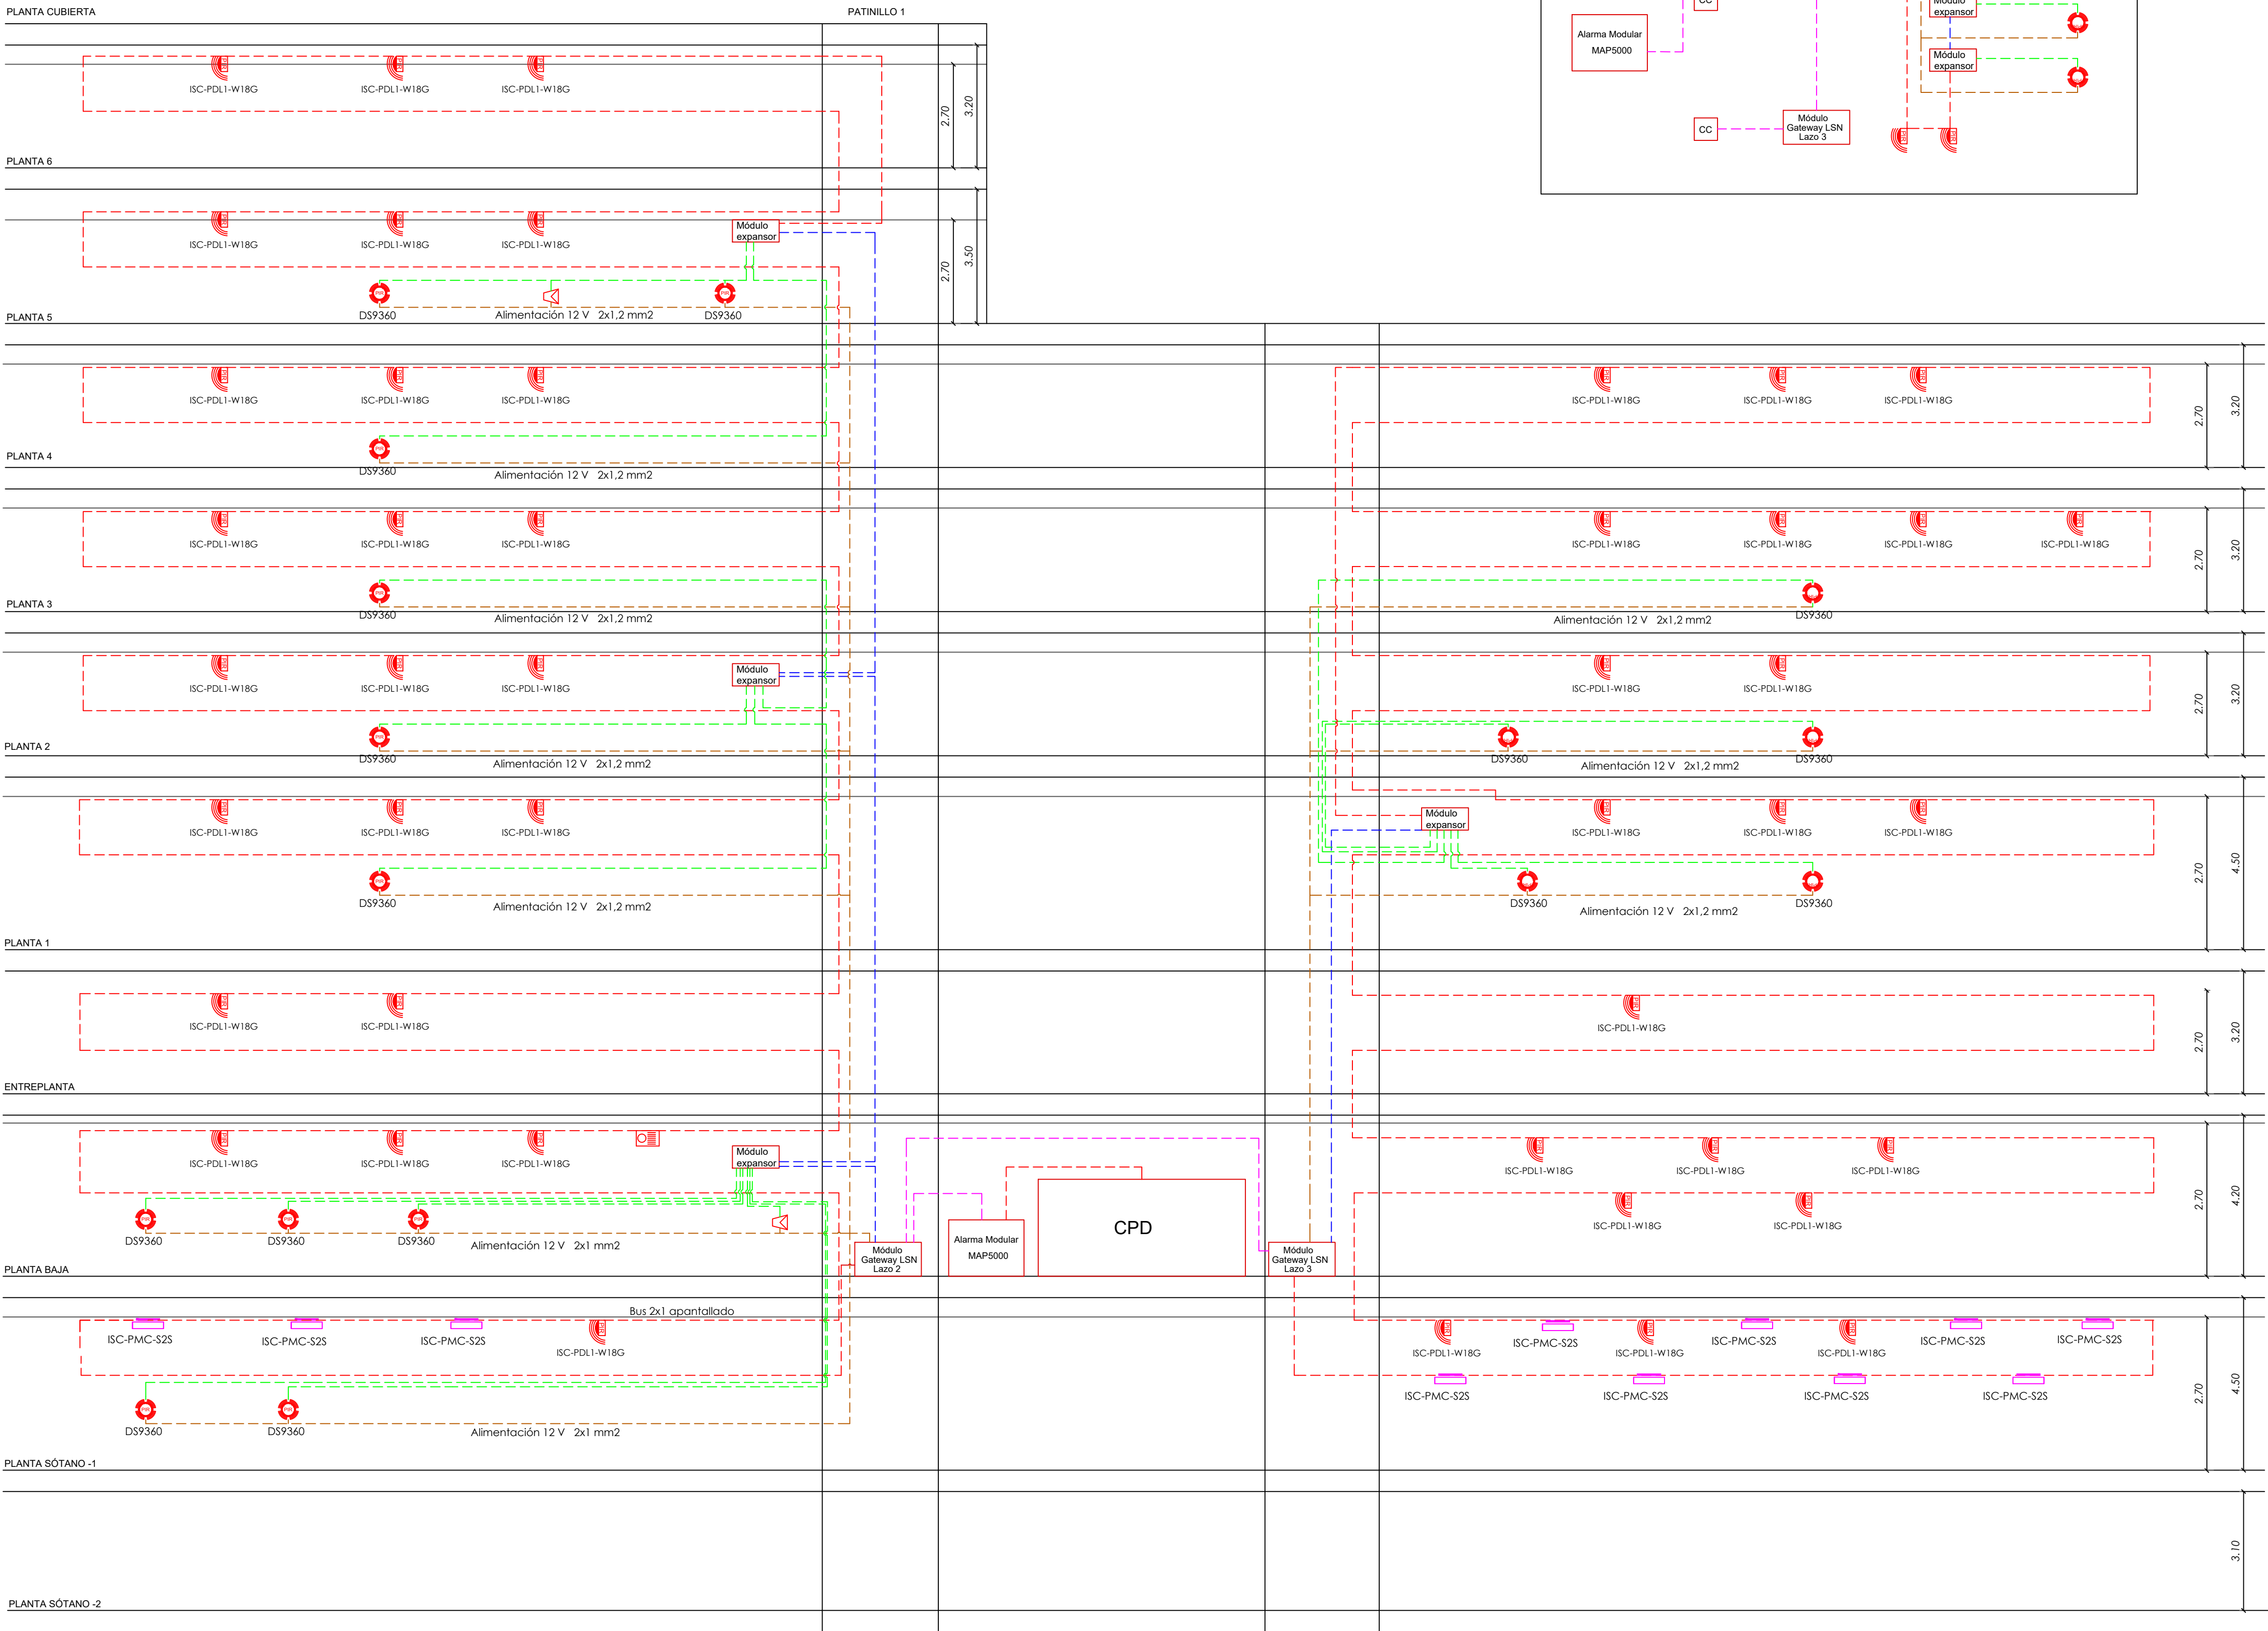 PLANTA CUBIERTA
PATINILLO 1
CC
Módulo
expansor
Alarma Modular
MAP5000
Módulo
expansor
CC
Módulo
Gateway LSN
Lazo 3
ISC-PDL1-W18G
ISC-PDL1-W18G
ISC-PDL1-W18G
2.70
3.20
PLANTA 6
Módulo
expansor
ISC-PDL1-W18G
ISC-PDL1-W18G
ISC-PDL1-W18G
2.70
3.50
PIR
PIR
DS9360
Alimentación 12 V 2x1,2 mm2
DS9360
PLANTA 5
ISC-PDL1-W18G
ISC-PDL1-W18G
ISC-PDL1-W18G
ISC-PDL1-W18G
ISC-PDL1-W18G
ISC-PDL1-W18G
2.70
3.20
PIR
PLANTA 4
DS9360
Alimentación 12 V 2x1,2 mm2
ISC-PDL1-W18G
ISC-PDL1-W18G
ISC-PDL1-W18G
ISC-PDL1-W18G
ISC-PDL1-W18G
ISC-PDL1-W18G
ISC-PDL1-W18G
2.70
3.20
PIR
PLANTA 3
DS9360
Alimentación 12 V 2x1,2 mm2
DS9360
Alimentación 12 V 2x1,2 mm2
Módulo
expansor
ISC-PDL1-W18G
ISC-PDL1-W18G
ISC-PDL1-W18G
ISC-PDL1-W18G
ISC-PDL1-W18G
2.70
3.20
PIR
PLANTA 2
DS9360
Alimentación 12 V 2x1,2 mm2
DS9360
Alimentación 12 V 2x1,2 mm2
DS9360
ISC-PDL1-W18G
ISC-PDL1-W18G
ISC-PDL1-W18G
Módulo
expansor
ISC-PDL1-W18G
ISC-PDL1-W18G
ISC-PDL1-W18G
2.70
4.50
PIR
DS9360
Alimentación 12 V 2x1,2 mm2
DS9360
Alimentación 12 V 2x1,2 mm2
DS9360
PLANTA 1
ISC-PDL1-W18G
ISC-PDL1-W18G
ISC-PDL1-W18G
2.70
3.20
ENTREPLANTA
ISC-PDL1-W18G
ISC-PDL1-W18G
ISC-PDL1-W18G
Módulo
expansor
ISC-PDL1-W18G
ISC-PDL1-W18G
ISC-PDL1-W18G
ISC-PDL1-W18G
ISC-PDL1-W18G
2.70
4.20
PIR
PIR
PIR
DS9360
DS9360
DS9360
Alimentación 12 V 2x1 mm2
Módulo
Gateway LSN
Lazo 2
Alarma Modular
MAP5000
CPD
Módulo
Gateway LSN
Lazo 3
PLANTA BAJA
Bus 2x1 apantallado
ISC-PMC-S2S
ISC-PMC-S2S
ISC-PMC-S2S
ISC-PDL1-W18G
ISC-PDL1-W18G
ISC-PMC-S2S
ISC-PDL1-W18G
ISC-PMC-S2S
ISC-PDL1-W18G
ISC-PMC-S2S
ISC-PMC-S2S
ISC-PMC-S2S
ISC-PMC-S2S
ISC-PMC-S2S
ISC-PMC-S2S
2.70
4.50
PIR
PIR
DS9360
DS9360
Alimentación 12 V 2x1 mm2
PLANTA SÓTANO -1
3.10
PLANTA SÓTANO -2